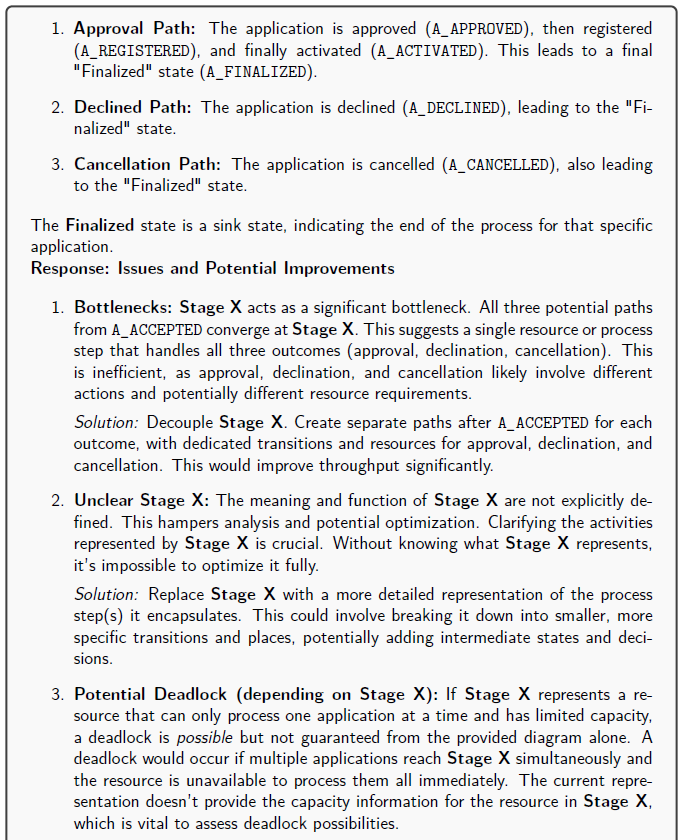 1. Approval Path: The application is approved (A_APPROVED), then registered
(A_REGISTERED), and finally activated (A_ACTIVATED). This leads to a final
"Finalized" state (A_FINALIZED).
2. Declined Path: The application is declined (A_DECLINED), leading to the "Fi-
nalized" state.
3. Cancellation Path: The application is cancelled (A_CANCELLED), also leading
to the "Finalized" state.
The Finalized state is a sink state, indicating the end of the process for that specific
application.
Response: Issues and Potential Improvements
1. Bottlenecks: Stage X acts as a significant bottleneck. All three potential paths
from A_ACCEPTED converge at Stage X. This suggests a single resource or process
step that handles all three outcomes (approval, declination, cancellation). This
is inefficient, as approval, declination, and cancellation likely involve different
actions and potentially different resource requirements.
Solution: Decouple Stage X. Create separate paths after A_ACCEPTED for each
outcome, with dedicated transitions and resources for approval, declination, and
cancellation. This would improve throughput significantly.
2. Unclear Stage X: The meaning and function of Stage X are not explicitly de-
fined. This hampers analysis and potential optimization. Clarifying the activities
represented by Stage X is crucial. Without knowing what Stage X represents,
it's impossible to optimize it fully.
Solution: Replace Stage X with a more detailed representation of the process
step(s) it encapsulates. This could involve breaking it down into smaller, more
specific transitions and places, potentially adding intermediate states and deci-
sions.
3. Potential Deadlock (depending on Stage X): If Stage X represents a re-
source that can only process one application at a time and has limited capacity,
a deadlock is possible but not guaranteed from the provided diagram alone. A
deadlock would occur if multiple applications reach Stage X simultaneously and
the resource is unavailable to process them all immediately. The current repre-
sentation doesn't provide the capacity information for the resource in Stage X,
which is vital to assess deadlock possibilities.